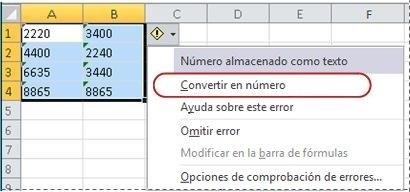 A B C D E F
1 2220 3400
2 4400 2240
3 6635 3440
4 8865 8865
5
6
7
8
9
Número almacenado como texto
Convertir en número
Ayuda sobre este error
Omitir error
Modificar en la barra de fórmulas
Opciones de comprobación de errores...